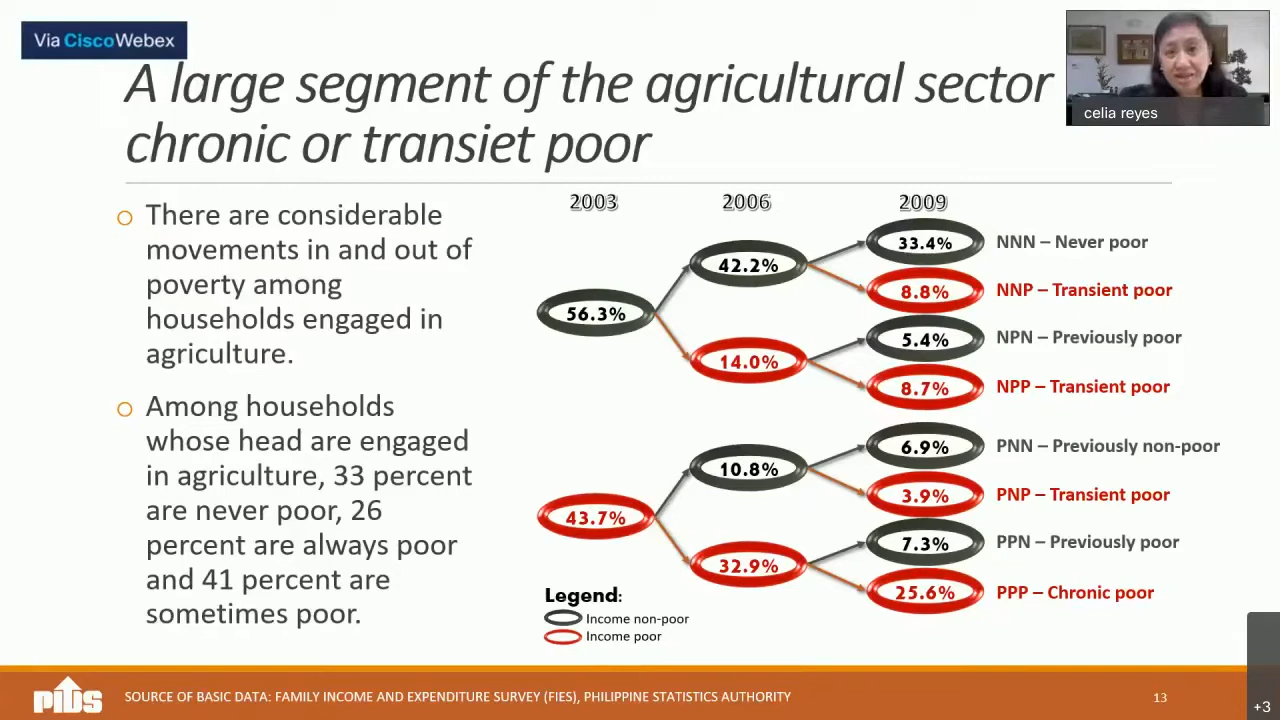 Via Cisco Webex
A large segment of the agricultural sector
chronic or transiet poor
celia reyes
o There are considerable
movements in and out of
poverty among
households engaged in
agriculture.
o Among households
whose head are engaged
in agriculture, 33 percent
are never poor, 26
percent are always poor
and 41 percent are
sometimes poor.
2003 2006 2009
33.4% NNN – Never poor
42.2%
8.8% NNP – Transient poor
56.3%
5.4% NPN – Previously poor
14.0%
8.7% NPP – Transient poor
6.9% PNN – Previously non-poor
10.8%
3.9% PNP – Transient poor
43.7%
7.3% PPN – Previously poor
32.9%
25.6% PPP – Chronic poor
Legend:
Income non-poor
Income poor
PIDS
SOURCE OF BASIC DATA: FAMILY INCOME AND EXPENDITURE SURVEY (FIES), PHILIPPINE STATISTICS AUTHORITY
13
+3